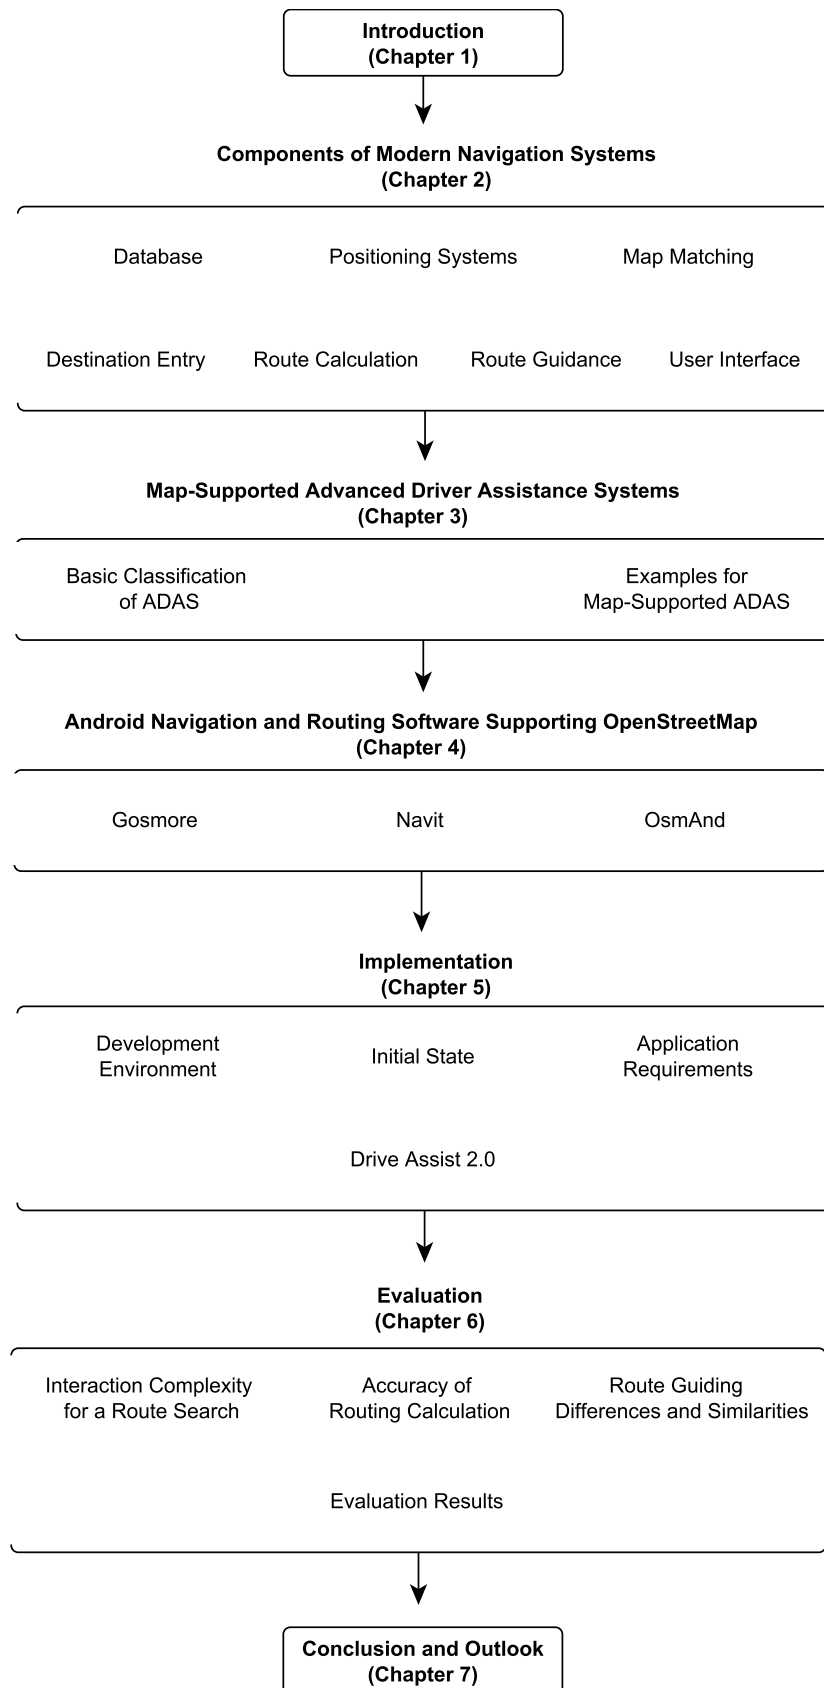 Introduction
(Chapter 1)
Components of Modern Navigation Systems
(Chapter 2)
Database
Positioning Systems
Map Matching
Destination Entry
Route Calculation
Route Guidance
User Interface
Map-Supported Advanced Driver Assistance Systems
(Chapter 3)
Basic Classification
of ADAS
Examples for
Map-Supported ADAS
Android Navigation and Routing Software Supporting OpenStreetMap
(Chapter 4)
Gosmore
Navit
OsmAnd
Implementation
(Chapter 5)
Development
Environment
Initial State
Application
Requirements
Drive Assist 2.0
Evaluation
(Chapter 6)
Interaction Complexity
for a Route Search
Accuracy of
Routing Calculation
Route Guiding
Differences and Similarities
Evaluation Results
Conclusion and Outlook
(Chapter 7)